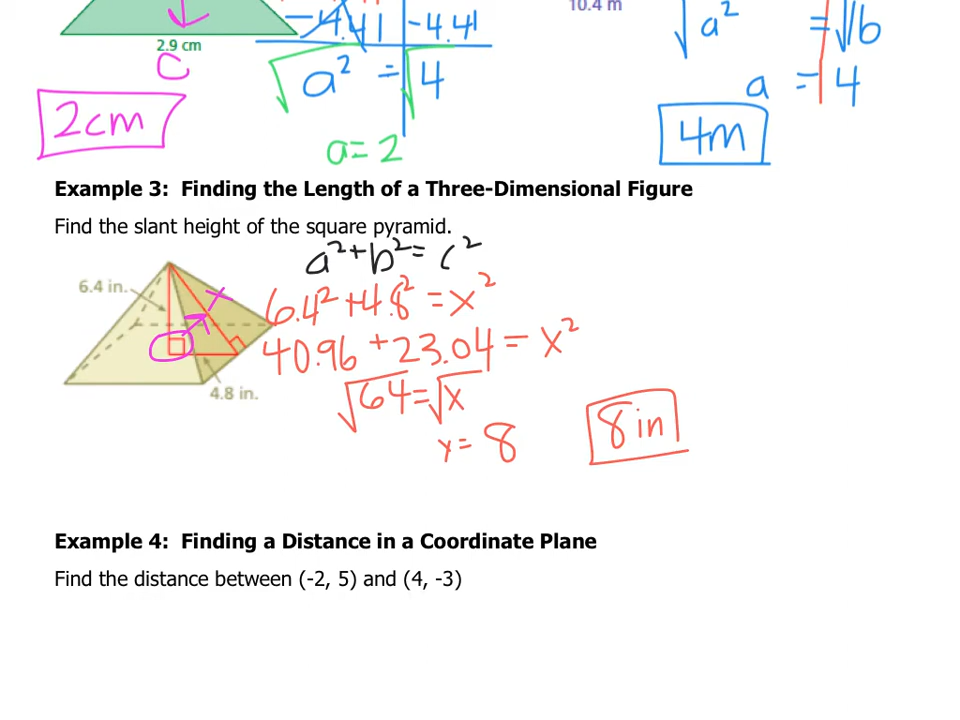 10.4 m
-4.41 -4.41
√a² = √16
2.9 cm
c
√a² = √4
a = 4
2cm
4m
a = 2
Example 3: Finding the Length of a Three-Dimensional Figure
Find the slant height of the square pyramid.
a² + b² = c²
6.4 in.
x
6.4² + 4.8² = x²
40.96 + 23.04 = x²
4.8 in.
√64 = √x
x = 8
8 in
Example 4: Finding a Distance in a Coordinate Plane
Find the distance between (-2, 5) and (4, -3)